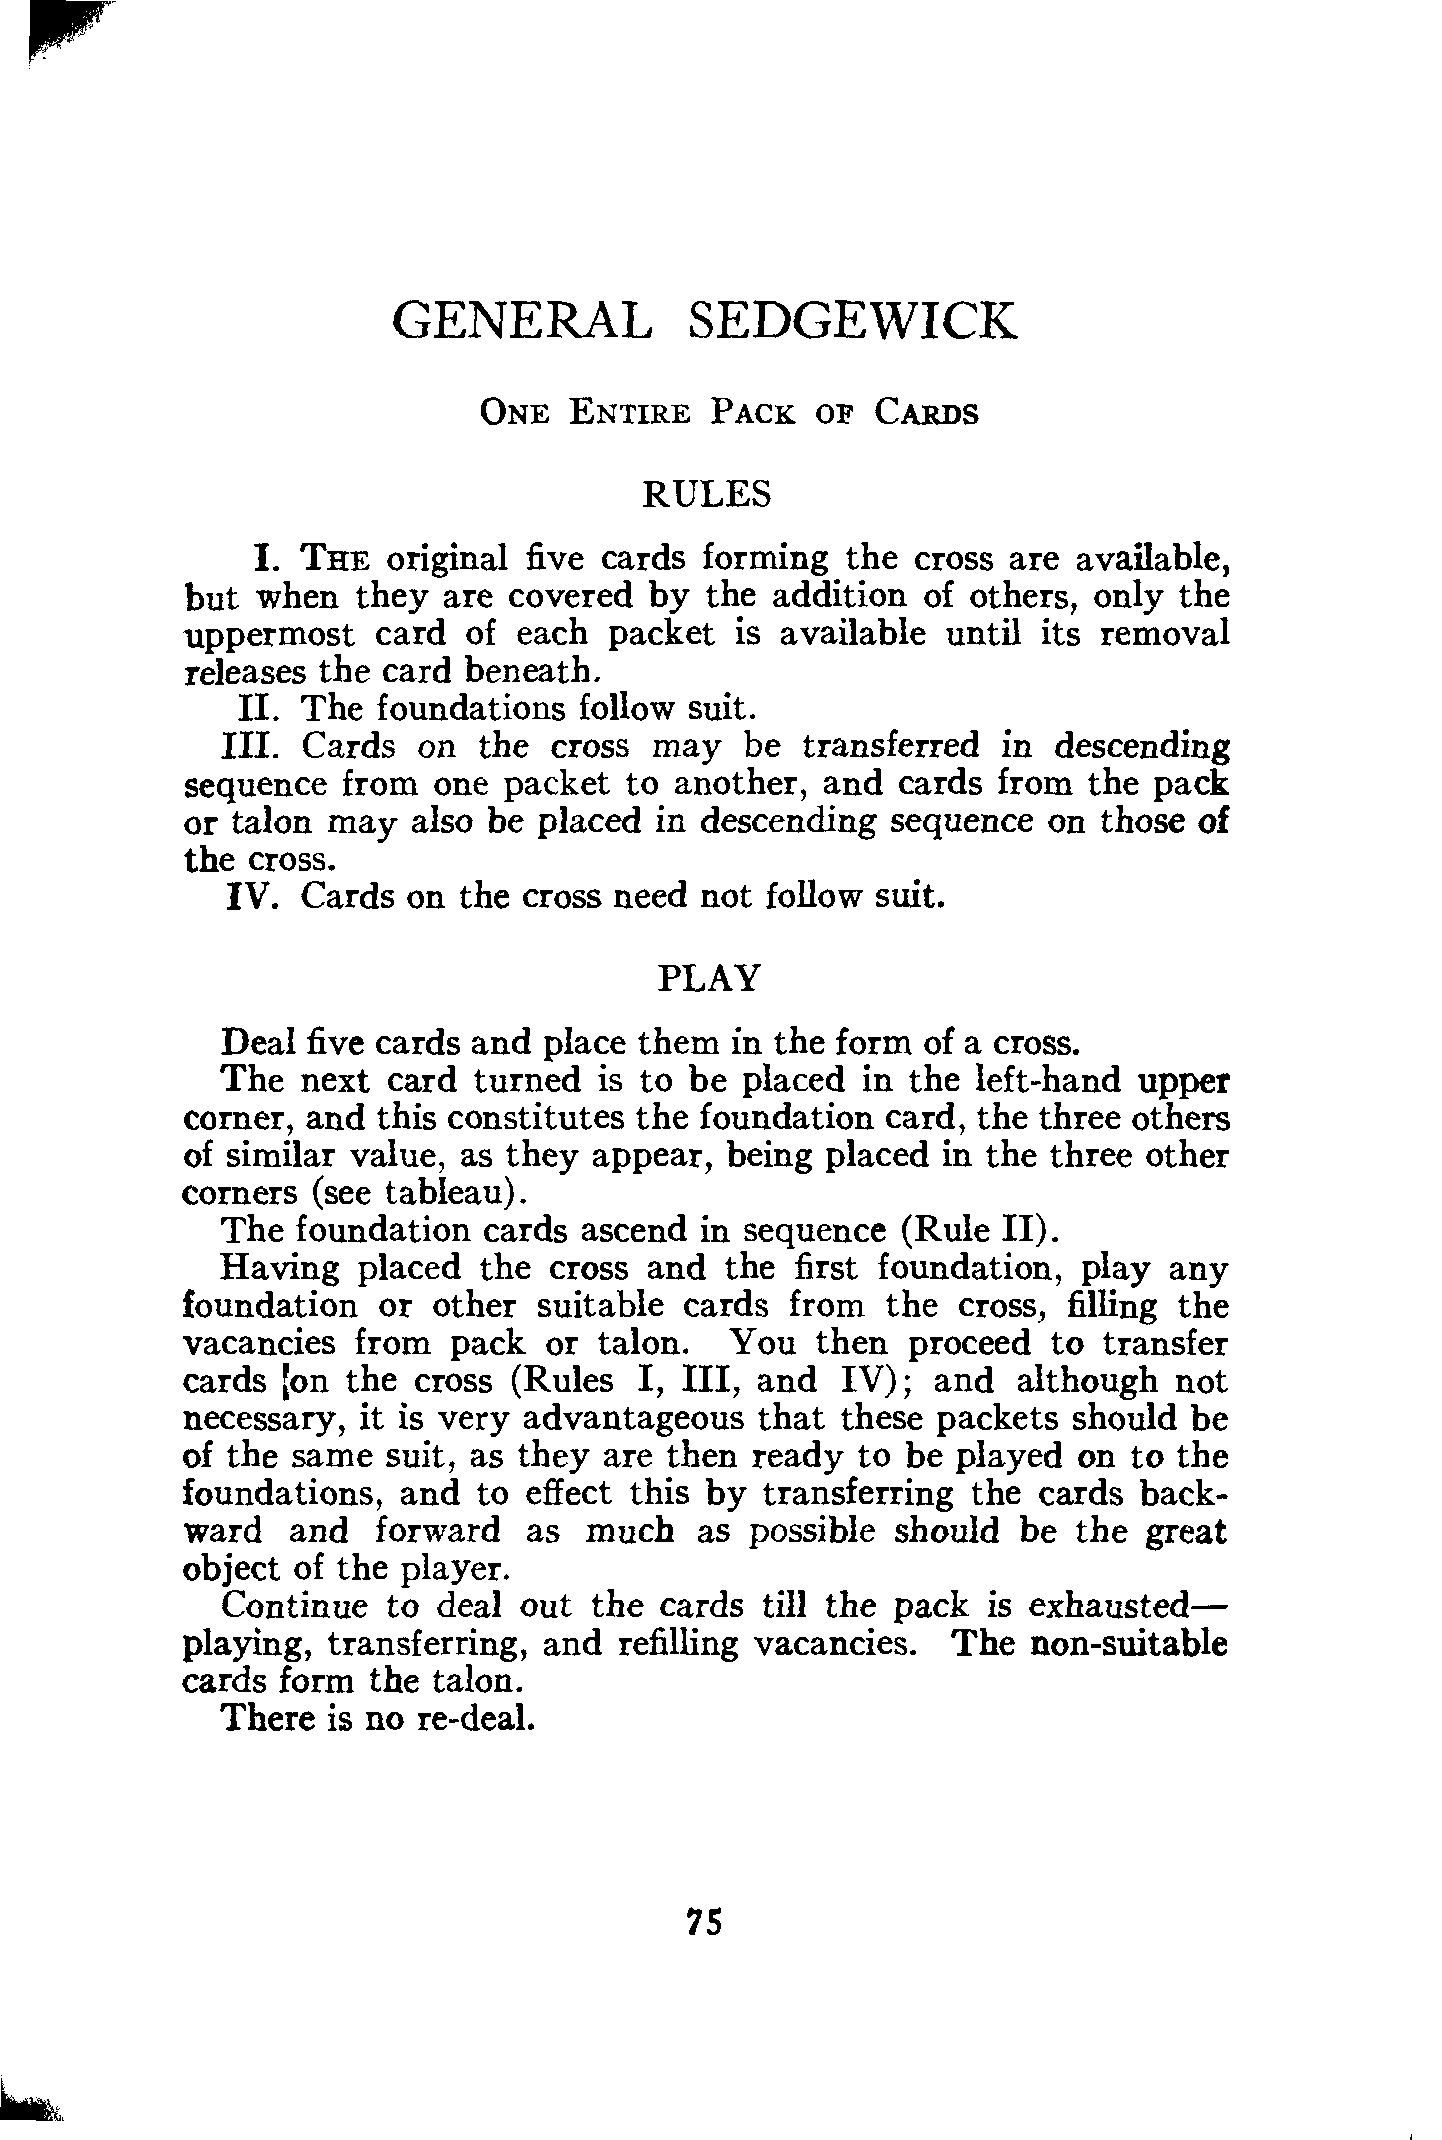 GENERAL SEDGEWICK
ONE ENTIRE PACK OF CARDS
RULES
I. THE original five cards forming the cross are available,
but when they are covered by the addition of others, only the
uppermost card of each packet is available until its removal
releases the card beneath.
II. The foundations follow suit.
III. Cards on the cross may be transferred in descending
sequence from one packet to another, and cards from the pack
or talon may also be placed in descending sequence on those of
the cross.
IV. Cards on the cross need not follow suit.
PLAY
Deal five cards and place them in the form of a cross.
The next card turned is to be placed in the left-hand upper
corner, and this constitutes the foundation card, the three others
of similar value, as they appear, being placed in the three other
corners (see tableau).
The foundation cards ascend in sequence (Rule II).
Having placed the cross and the first foundation, play any
foundation or other suitable cards from the cross, filling the
vacancies from pack or talon. You then proceed to transfer
cards [on the cross (Rules I, III, and IV); and although not
necessary, it is very advantageous that these packets should be
of the same suit, as they are then ready to be played on to the
foundations, and to effect this by transferring the cards back-
ward and forward as much as possible should be the great
object of the player.
Continue to deal out the cards till the pack is exhausted—
playing, transferring, and refilling vacancies. The non-suitable
cards form the talon.
There is no re-deal.
75